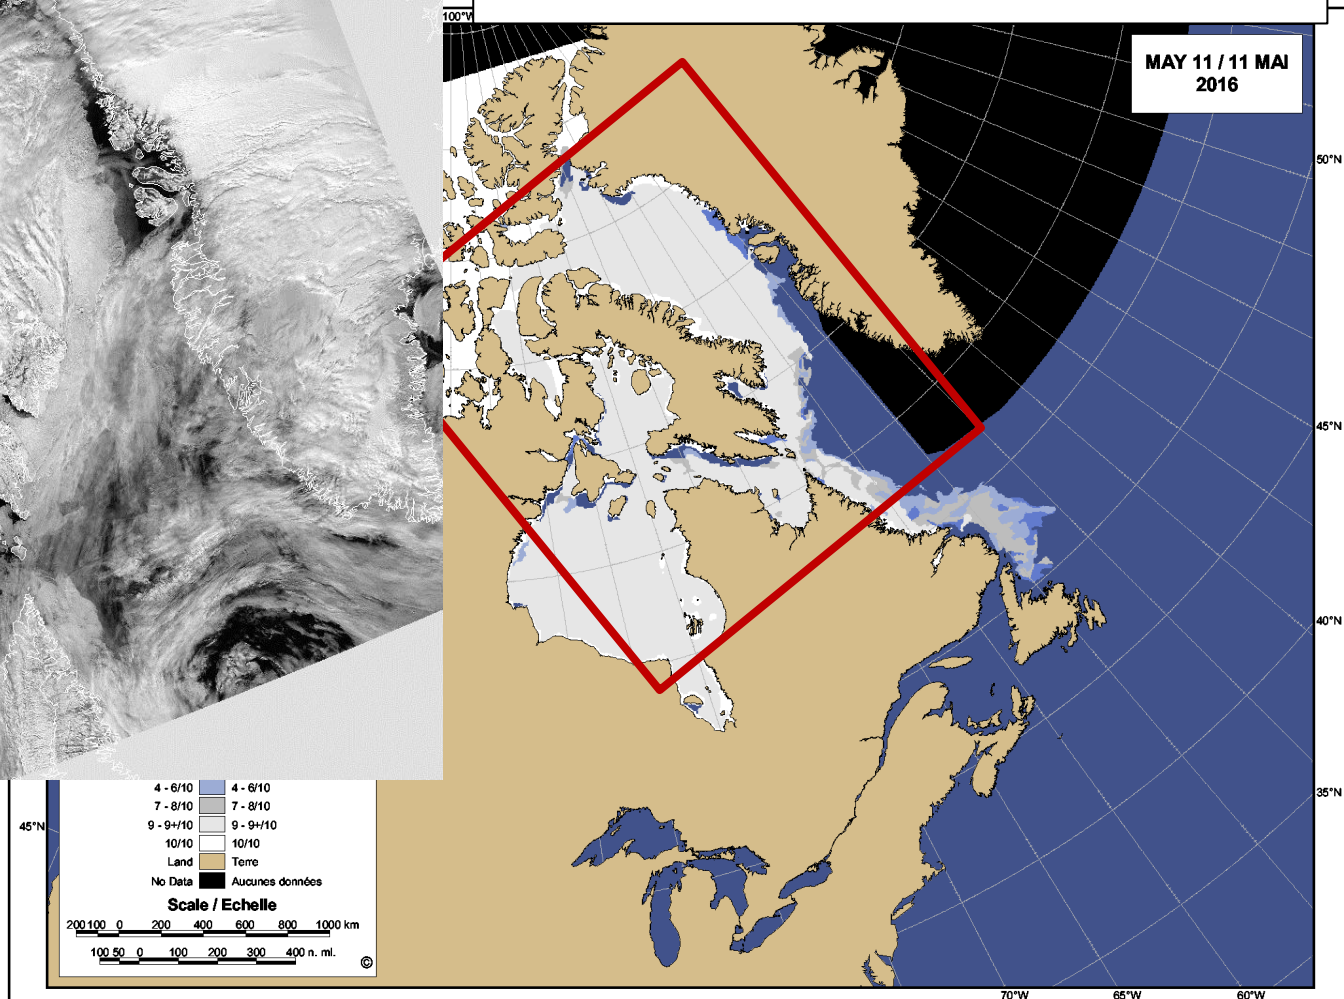 100°W
MAY 11 / 11 MAI
2016
50°N
45°N
40°N
35°N
45°N
4 - 6/10 4 - 6/10
7 - 8/10 7 - 8/10
9 - 9+/10 9 - 9+/10
10/10 10/10
Land Terre
No Data Aucunes données
Scale / Echelle
200 100 0 200 400 600 800 1000 km
100 50 0 100 200 300 400 n. mi.
©
70°W 65°W 60°W